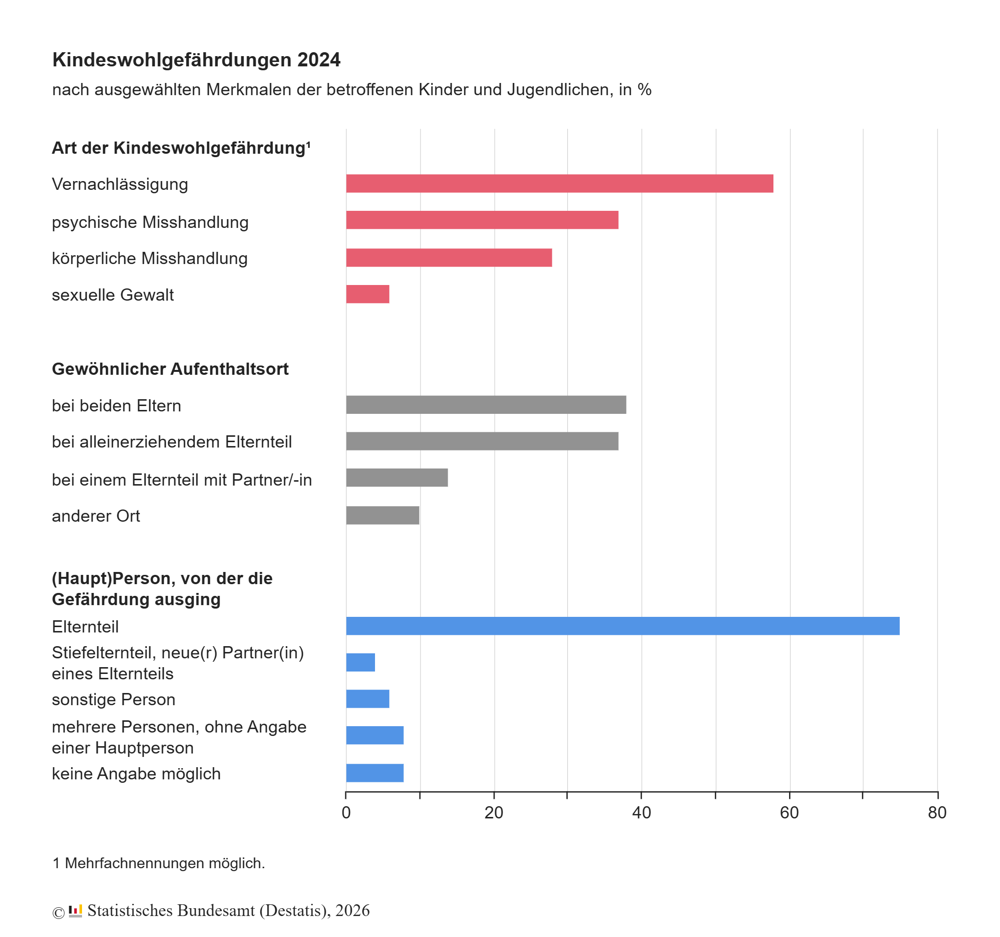 Kindeswohlgefährdungen 2024
nach ausgewählten Merkmalen der betroffenen Kinder und Jugendlichen, in %
Art der Kindeswohlgefährdung¹
Vernachlässigung
psychische Misshandlung
körperliche Misshandlung
sexuelle Gewalt
Gewöhnlicher Aufenthaltsort
bei beiden Eltern
bei alleinerziehendem Elternteil
bei einem Elternteil mit Partner/-in
anderer Ort
(Haupt)Person, von der die
Gefährdung ausging
Elternteil
Stiefelternteil, neue(r) Partner(in)
eines Elternteils
sonstige Person
mehrere Personen, ohne Angabe
einer Hauptperson
keine Angabe möglich
0 20 40 60 80
1 Mehrfachnennungen möglich.
© Statistisches Bundesamt (Destatis), 2026